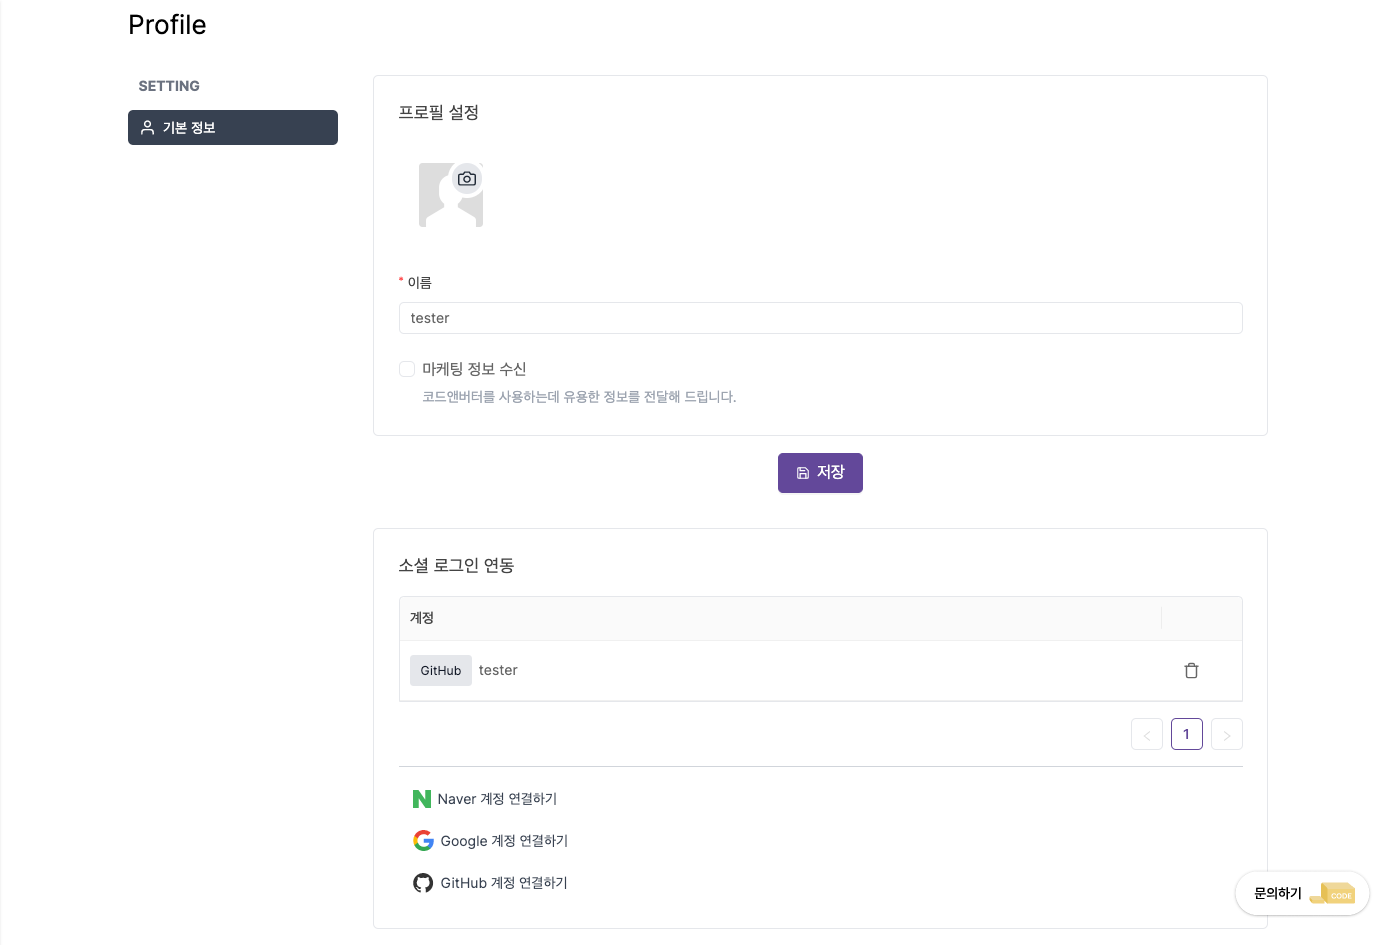 Profile
SETTING
기본 정보
프로필 설정
* 이름
tester
마케팅 정보 수신
코드앤버터를 사용하는데 유용한 정보를 전달해 드립니다.
저장
소셜 로그인 연동
계정
GitHub tester
< 1 >
Naver 계정 연결하기
Google 계정 연결하기
GitHub 계정 연결하기
문의하기 CODE